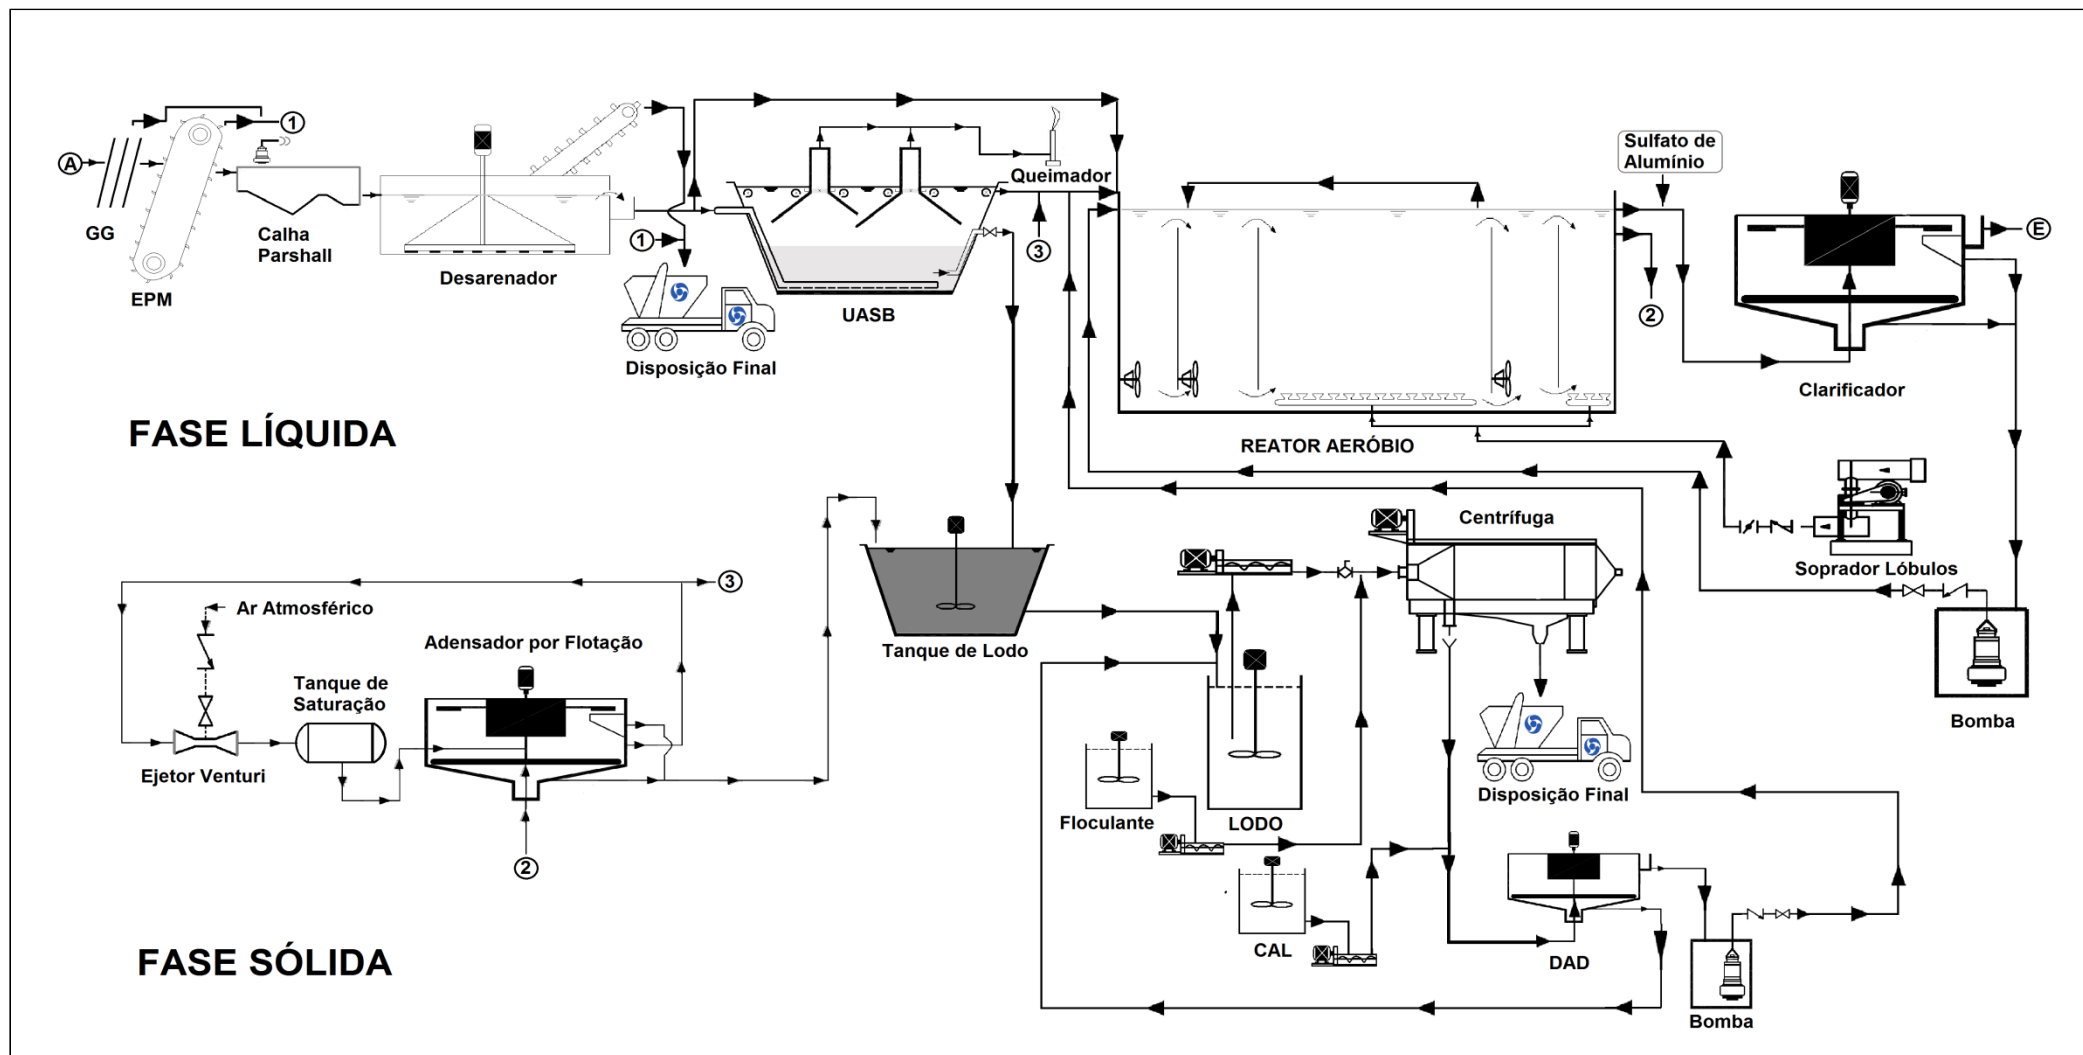 A
1
GG
EPM
Calha
Parshall
Desarenador
1
Disposição Final
UASB
Queimador
3
Sulfato de
Alumínio
2
E
Clarificador
REATOR AERÓBIO
FASE LÍQUIDA
Soprador Lóbulos
Bomba
3
Ar Atmosférico
Adensador por Flotação
Tanque de
Saturação
Ejetor Venturi
2
Tanque de Lodo
Centrífuga
Disposição Final
Floculante
LODO
CAL
DAD
Bomba
FASE SÓLIDA